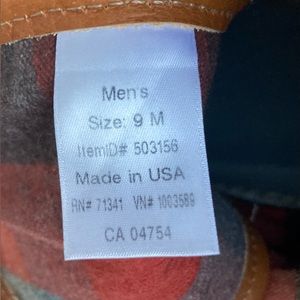 Men's
Size: 9 M
ItemID# 503156
Made in USA
RN# 71341 VN# 1003589
CA 04754